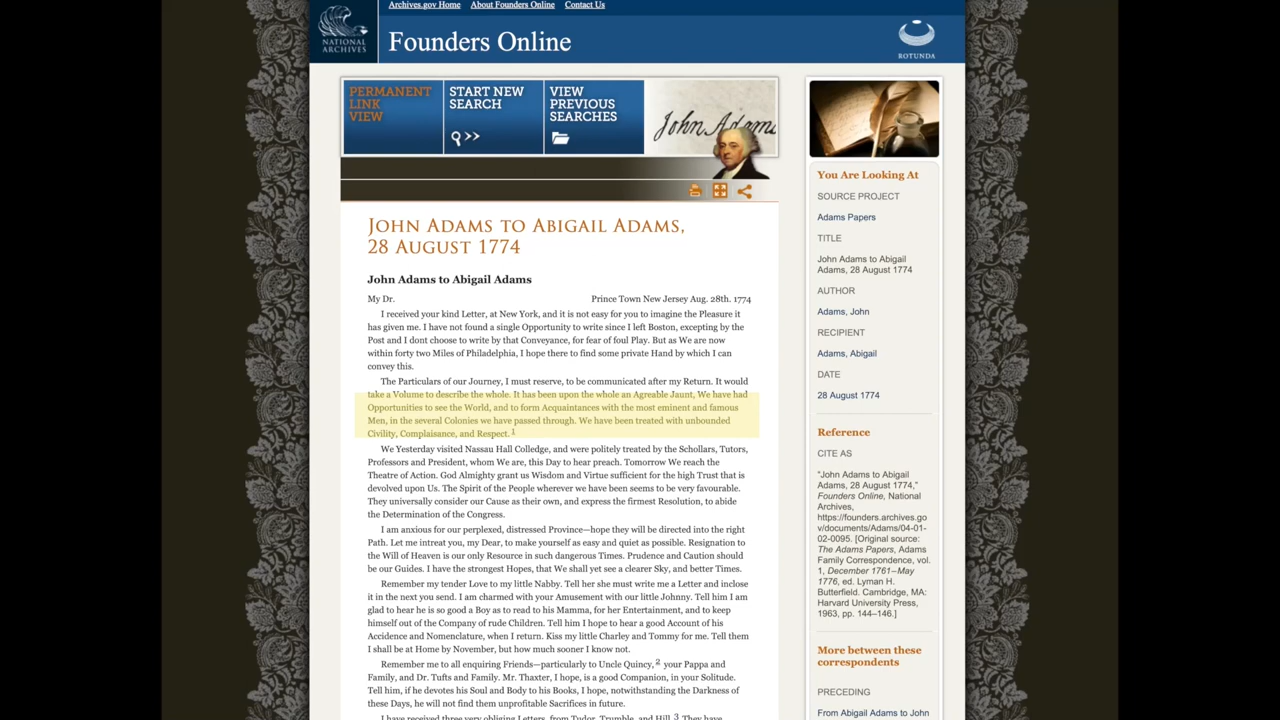 Archives.gov Home About Founders Online Contact Us
NATIONAL
ARCHIVES
Founders Online
ROTUNDA
PERMANENT
LINK
VIEW
START NEW
SEARCH
VIEW
PREVIOUS
SEARCHES
John Adams
JOHN ADAMS TO ABIGAIL ADAMS,
28 AUGUST 1774
John Adams to Abigail Adams
My Dr. Prince Town New Jersey Aug. 28th. 1774
I received your kind Letter, at New York, and it is not easy for you to imagine the Pleasure it
has given me. I have not found a single Opportunity to write since I left Boston, excepting by the
Post and I dont choose to write by that Conveyance, for fear of foul Play. But as We are now
within forty two Miles of Philadelphia, I hope there to find some private Hand by which I can
convey this.
The Particulars of our Journey, I must reserve, to be communicated after my Return. It would
take a Volume to describe the whole. It has been upon the whole an Agreable Jaunt, We have had
Opportunities to see the World, and to form Acquaintances with the most eminent and famous
Men, in the several Colonies we have passed through. We have been treated with unbounded
Civility, Complaisance, and Respect. 1
We Yesterday visited Nassau Hall Colledge, and were politely treated by the Schollars, Tutors,
Professors and President, whom We are, this Day to hear preach. Tomorrow We reach the
Theatre of Action. God Almighty grant us Wisdom and Virtue sufficient for the high Trust that is
devolved upon Us. The Spirit of the People wherever we have been seems to be very favourable.
They universally consider our Cause as their own, and express the firmest Resolution, to abide
the Determination of the Congress.
I am anxious for our perplexed, distressed Province—hope they will be directed into the right
Path. Let me intreat you, my Dear, to make yourself as easy and quiet as possible. Resignation to
the Will of Heaven is our only Resource in such dangerous Times. Prudence and Caution should
be our Guides. I have the strongest Hopes, that We shall yet see a clearer Sky, and better Times.
Remember my tender Love to my little Nabby. Tell her she must write me a Letter and inclose
it in the next you send. I am charmed with your Amusement with our little Johnny. Tell him I am
glad to hear he is so good a Boy as to read to his Mamma, for her Entertainment, and to keep
himself out of the Company of rude Children. Tell him I hope to hear a good Account of his
Accidence and Nomenclature, when I return. Kiss my little Charley and Tommy for me. Tell them
I shall be at Home by November, but how much sooner I know not.
Remember me to all enquiring Friends—particularly to Uncle Quincy, 2 your Pappa and
Family, and Dr. Tufts and Family. Mr. Thaxter, I hope, is a good Companion, in your Solitude.
Tell him, if he devotes his Soul and Body to his Books, I hope, notwithstanding the Darkness of
these Days, he will not find them unprofitable Sacrifices in future.
I have received three very obliging Letters, from Tudor, Trumble, and Hill. 3 They have
You Are Looking At
SOURCE PROJECT
Adams Papers
TITLE
John Adams to Abigail
Adams, 28 August 1774
AUTHOR
Adams, John
RECIPIENT
Adams, Abigail
DATE
28 August 1774
Reference
CITE AS
“John Adams to Abigail
Adams, 28 August 1774,”
Founders Online, National
Archives,
https://founders.archives.go
v/documents/Adams/04-01-
02-0095. [Original source:
The Adams Papers, Adams
Family Correspondence, vol.
1, December 1761–May
1776, ed. Lyman H.
Butterfield. Cambridge, MA:
Harvard University Press,
1963, pp. 144–146.]
More between these
correspondents
PRECEDING
From Abigail Adams to John